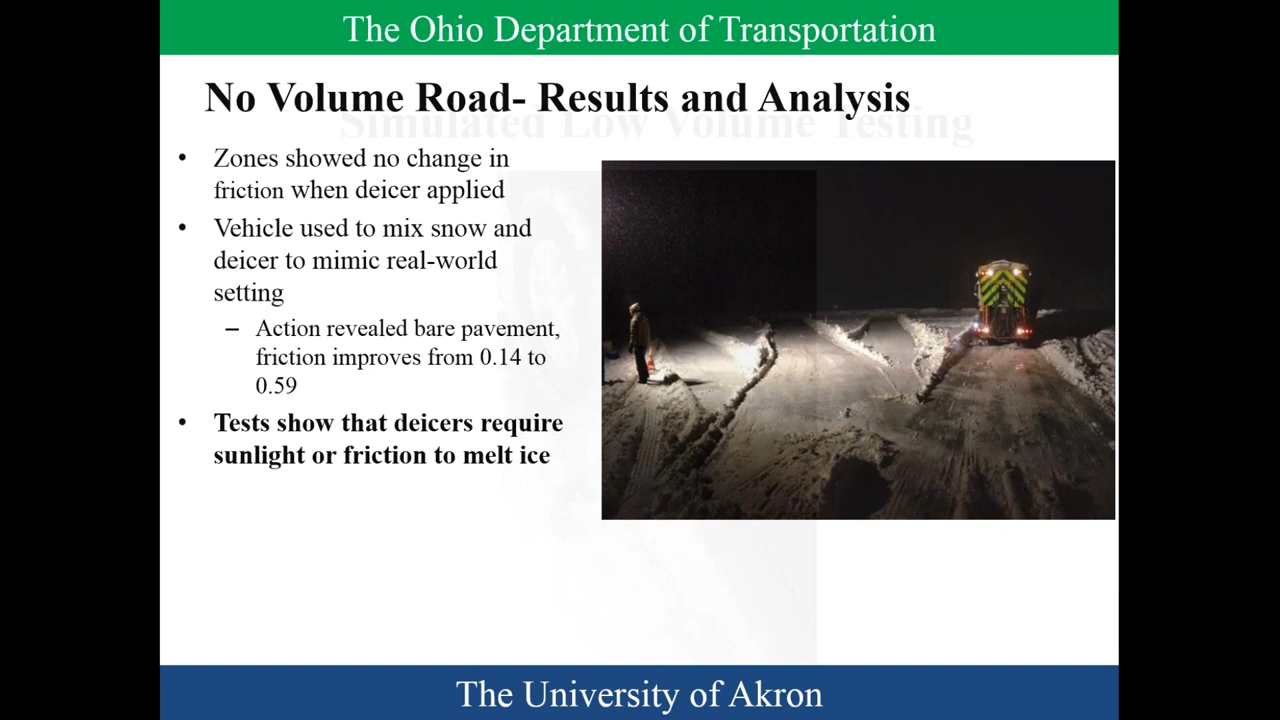 The Ohio Department of Transportation
No Volume Road- Results and Analysis
Simulated Low Volume Testing
• Zones showed no change in
friction when deicer applied
• Vehicle used to mix snow and
deicer to mimic real-world
setting
– Action revealed bare pavement,
friction improves from 0.14 to
0.59
• Tests show that deicers require
sunlight or friction to melt ice
The University of Akron